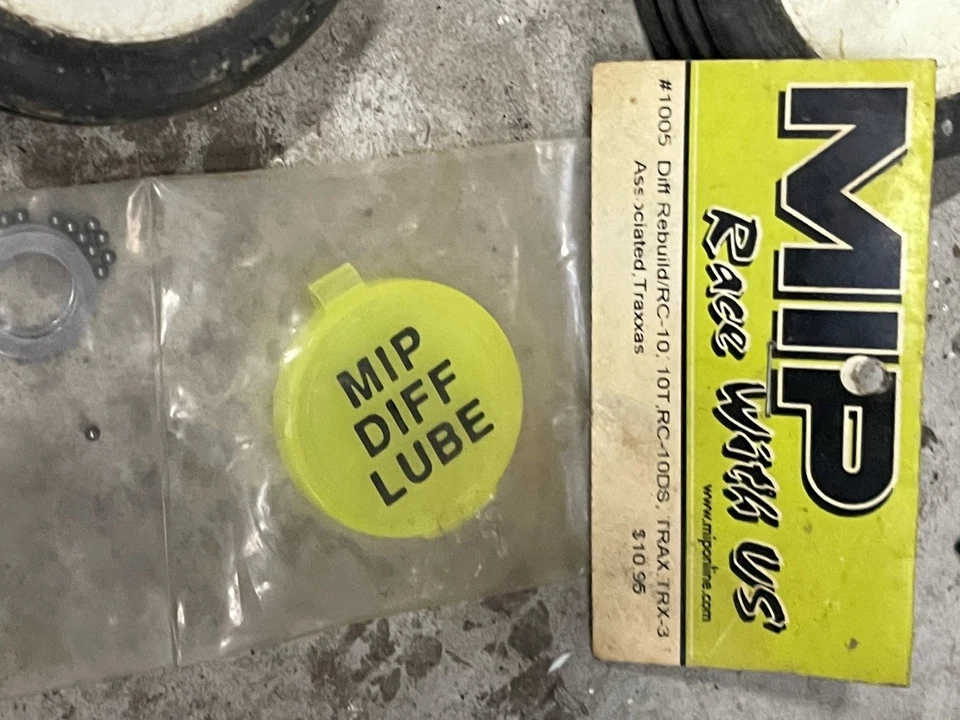 MIP
Race With Us'
www.miponline.com
#1005 Diff Rebuild/RC-10, 10T,RC-10DS, TRAX.TRX-3
Associated,Traxxas $10.95
MIP
DIFF
LUBE